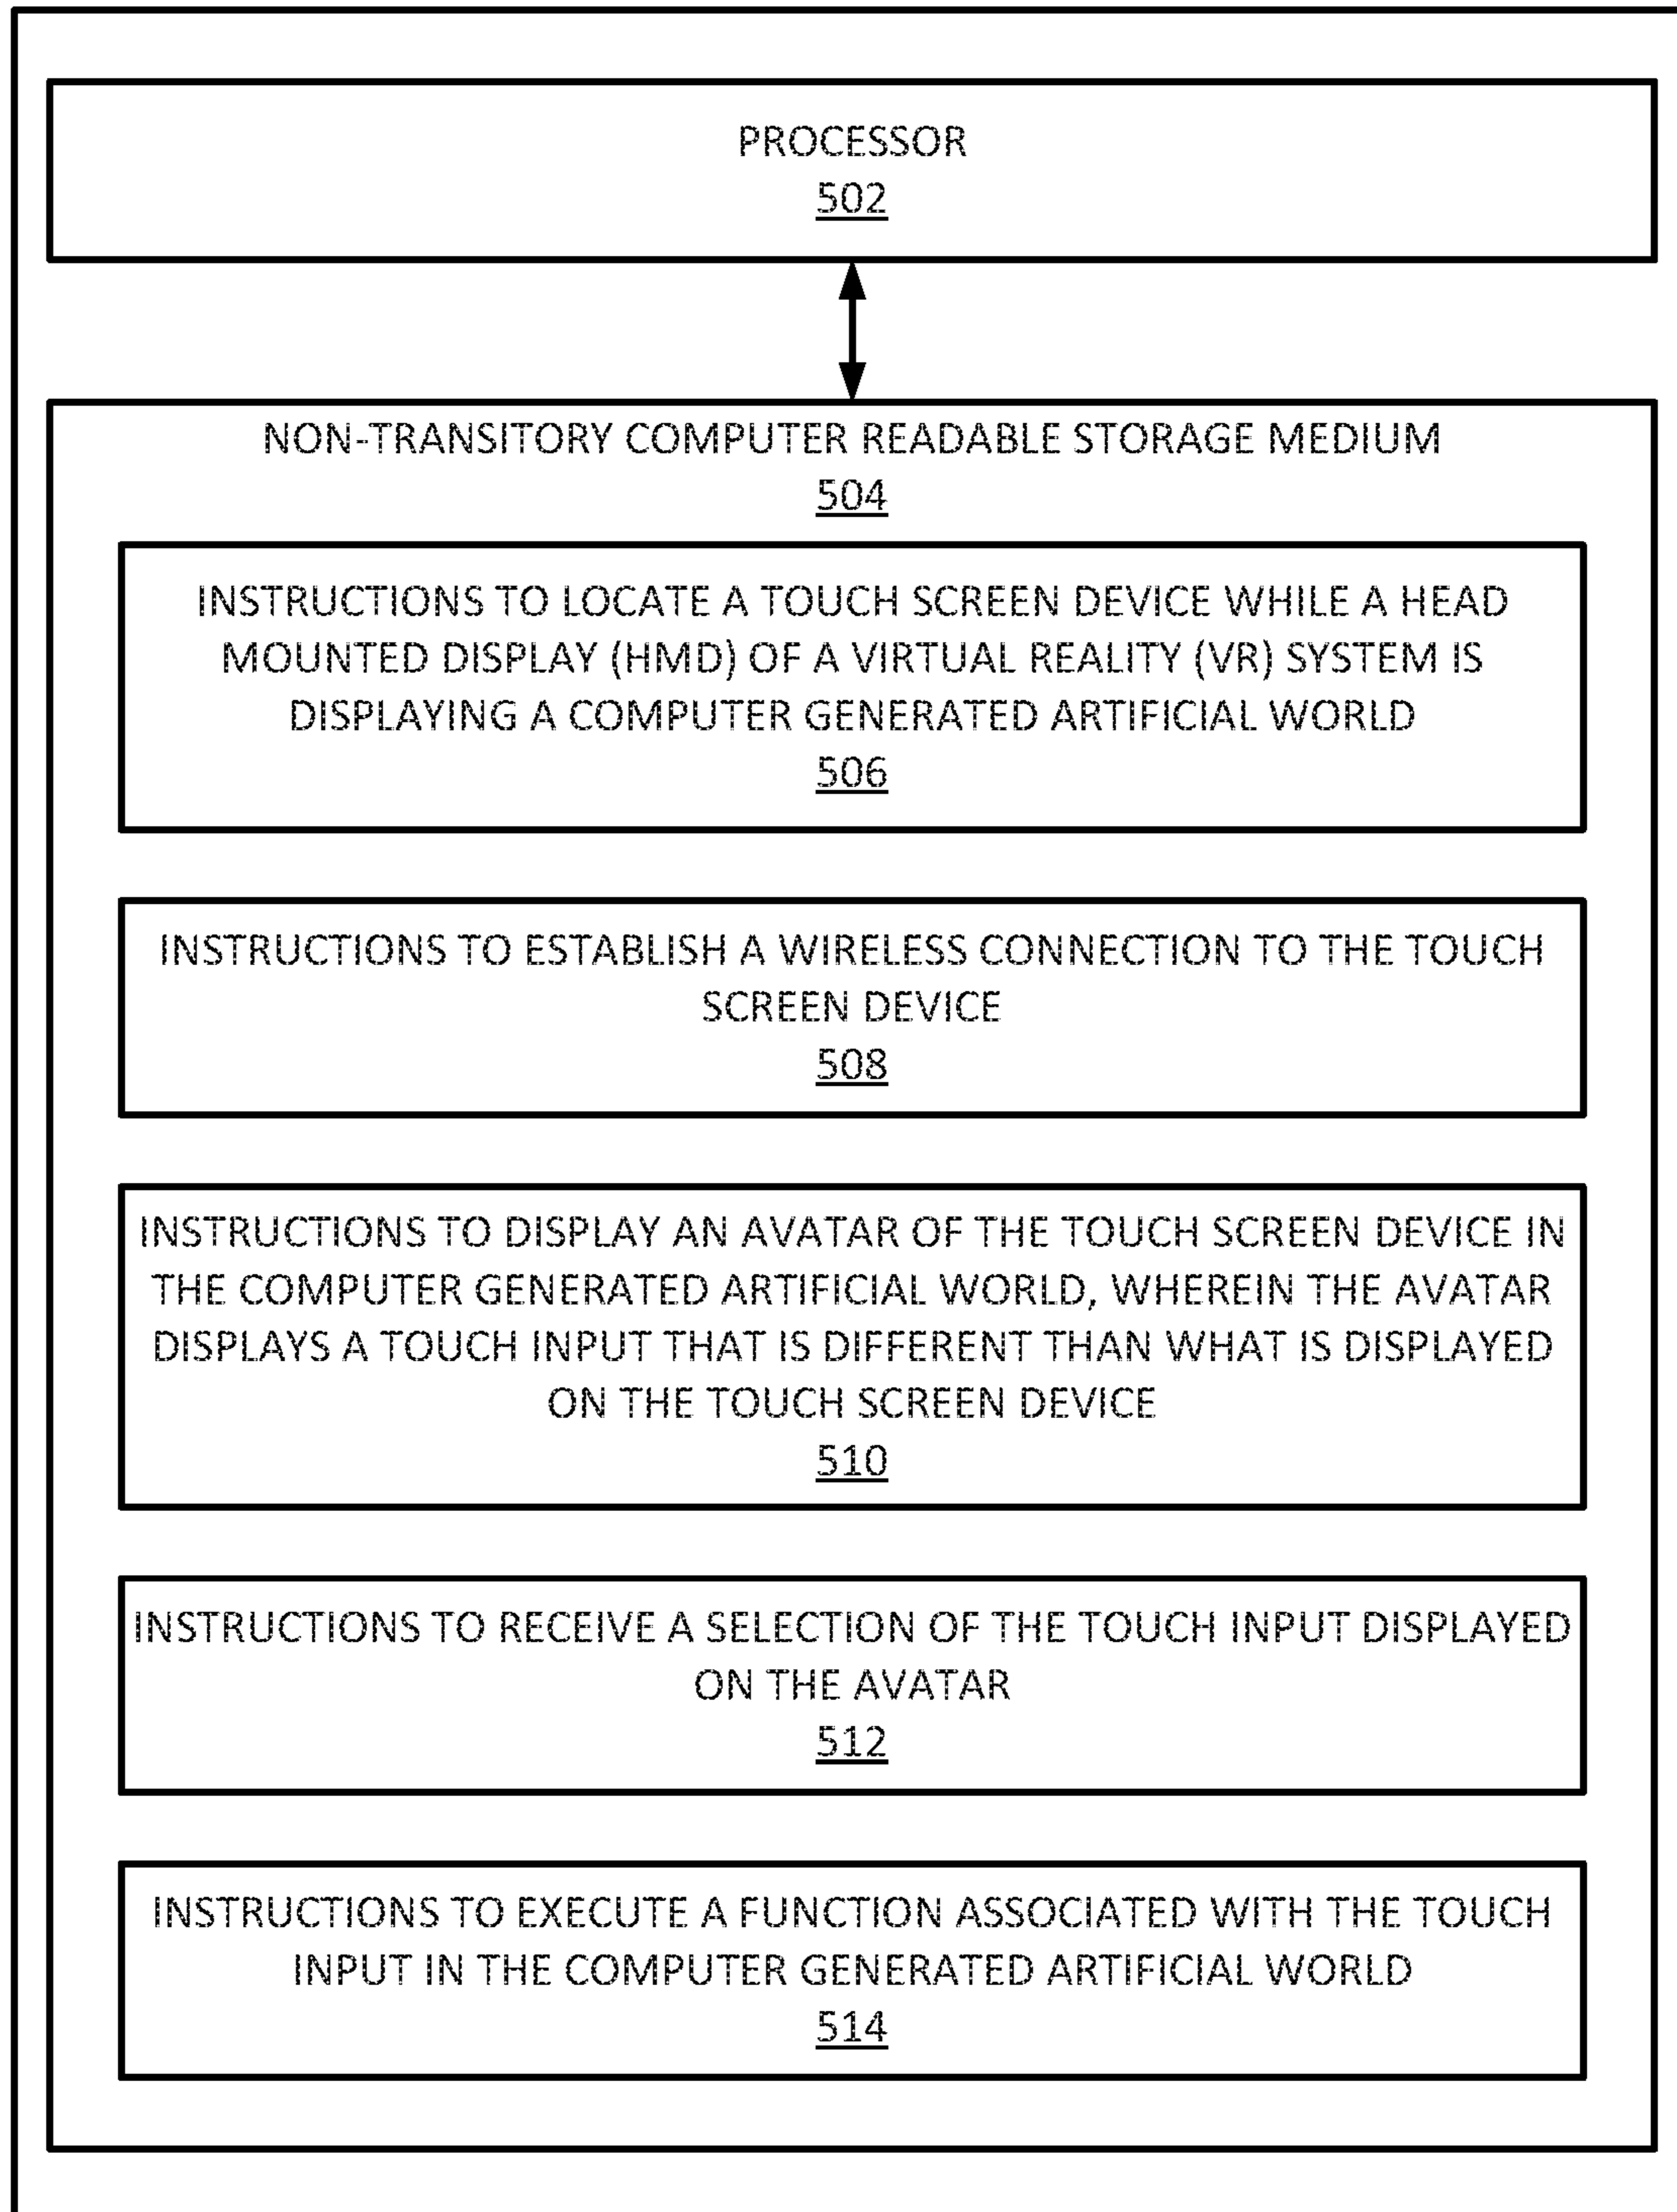 PROCESSOR
502
NON-TRANSITORY COMPUTER READABLE STORAGE MEDIUM
504
INSTRUCTIONS TO LOCATE A TOUCH SCREEN DEVICE WHILE A HEAD
MOUNTED DISPLAY (HMD) OF A VIRTUAL REALITY (VR) SYSTEM IS
DISPLAYING A COMPUTER GENERATED ARTIFICIAL WORLD
506
INSTRUCTIONS TO ESTABLISH A WIRELESS CONNECTION TO THE TOUCH
SCREEN DEVICE
508
INSTRUCTIONS TO DISPLAY AN AVATAR OF THE TOUCH SCREEN DEVICE IN
THE COMPUTER GENERATED ARTIFICIAL WORLD, WHEREIN THE AVATAR
DISPLAYS A TOUCH INPUT THAT IS DIFFERENT THAN WHAT IS DISPLAYED
ON THE TOUCH SCREEN DEVICE
510
INSTRUCTIONS TO RECEIVE A SELECTION OF THE TOUCH INPUT DISPLAYED
ON THE AVATAR
512
INSTRUCTIONS TO EXECUTE A FUNCTION ASSOCIATED WITH THE TOUCH
INPUT IN THE COMPUTER GENERATED ARTIFICIAL WORLD
514